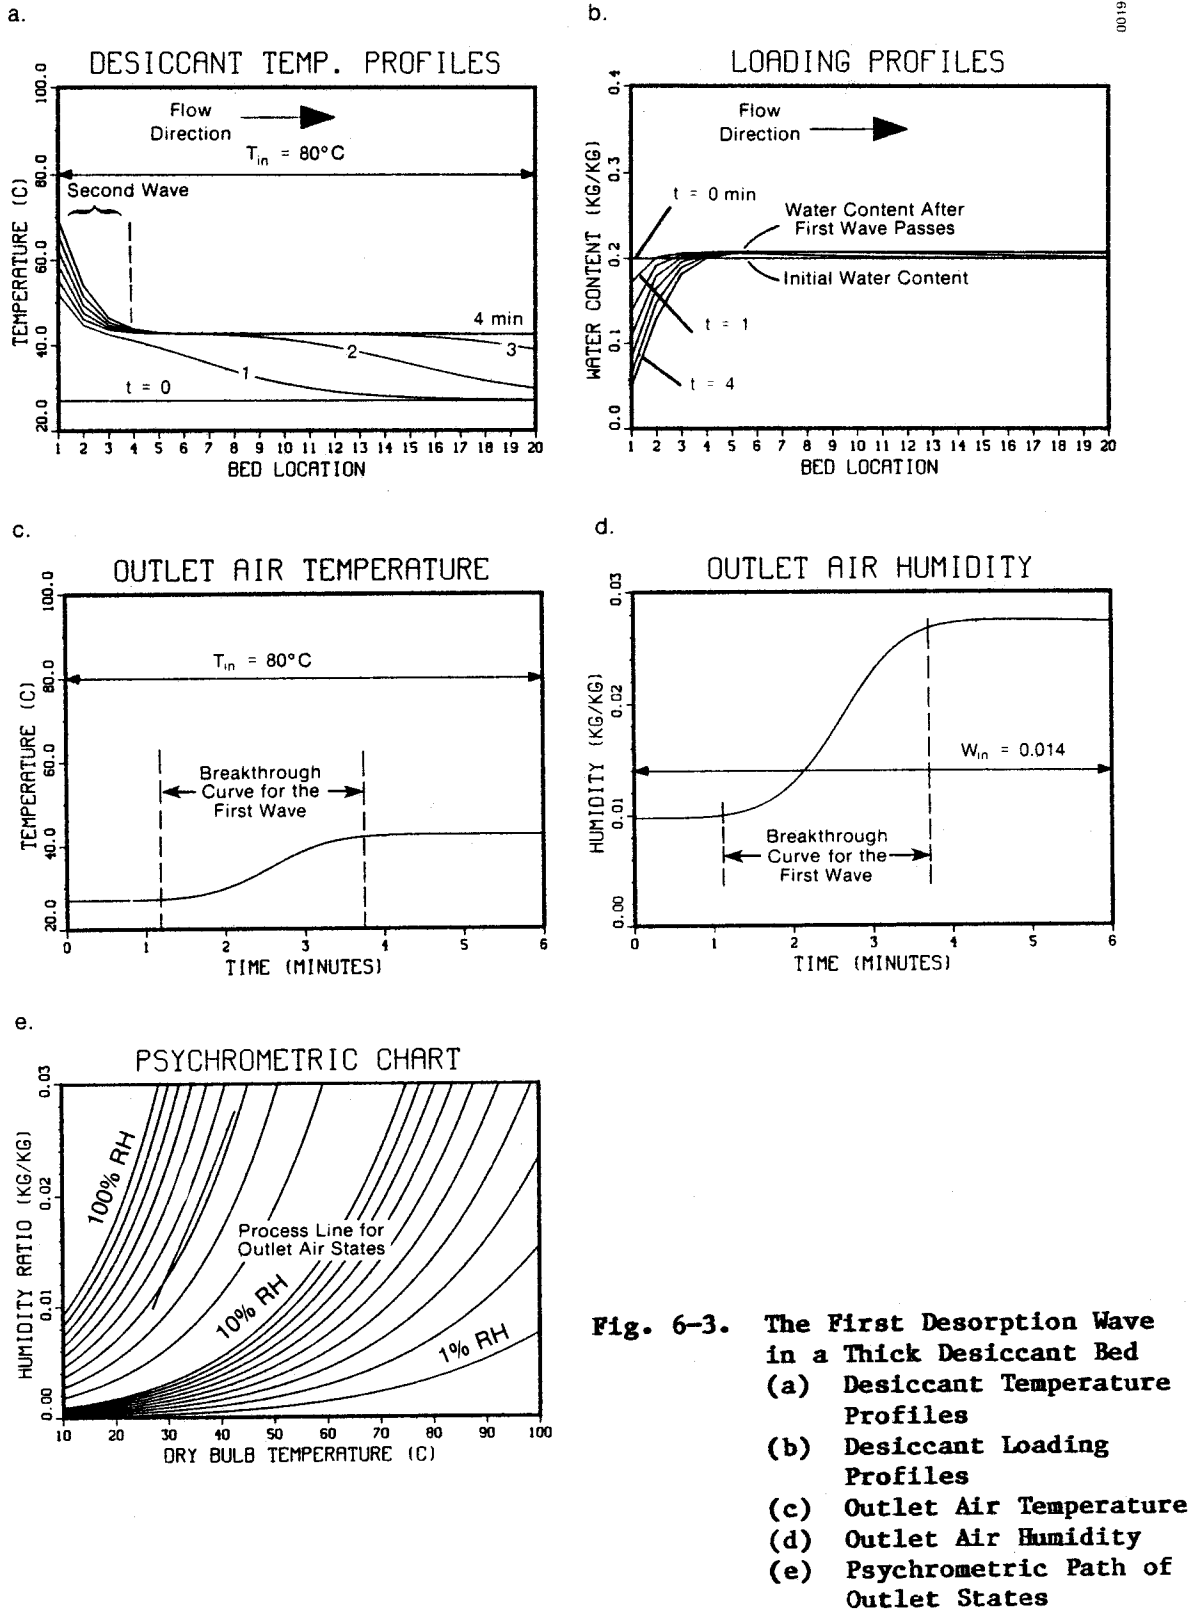 a.
DESICCANT TEMP. PROFILES
TEMPERATURE (C)
100.0
80.0
60.0
40.0
20.0
Flow
Direction
Tin = 80°C
Second Wave
4 min
3
2
1
t = 0
1 2 3 4 5 6 7 8 9 10 11 12 13 14 15 16 17 18 19 20
BED LOCATION
b.
0019
LOADING PROFILES
WATER CONTENT (KG/KG)
0.4
0.3
0.2
0.1
0.0
Flow
Direction
t = 0 min
Water Content After
First Wave Passes
Initial Water Content
t = 1
t = 4
1 2 3 4 5 6 7 8 9 10 11 12 13 14 15 16 17 18 19 20
BED LOCATION
c.
OUTLET AIR TEMPERATURE
TEMPERATURE (C)
100.0
80.0
60.0
40.0
20.0
Tin = 80°C
Breakthrough
Curve for the
First Wave
0 1 2 3 4 5 6
TIME (MINUTES)
d.
OUTLET AIR HUMIDITY
HUMIDITY (KG/KG)
0.03
0.02
0.01
0.00
Win = 0.014
Breakthrough
Curve for the
First Wave
0 1 2 3 4 5 6
TIME (MINUTES)
e.
PSYCHROMETRIC CHART
HUMIDITY RATIO (KG/KG)
0.03
0.02
0.01
0.00
100% RH
Process Line for
Outlet Air States
10% RH
1% RH
10 20 30 40 50 60 70 80 90 100
DRY BULB TEMPERATURE (C)
Fig. 6-3. The First Desorption Wave
in a Thick Desiccant Bed
(a) Desiccant Temperature
Profiles
(b) Desiccant Loading
Profiles
(c) Outlet Air Temperature
(d) Outlet Air Humidity
(e) Psychrometric Path of
Outlet States